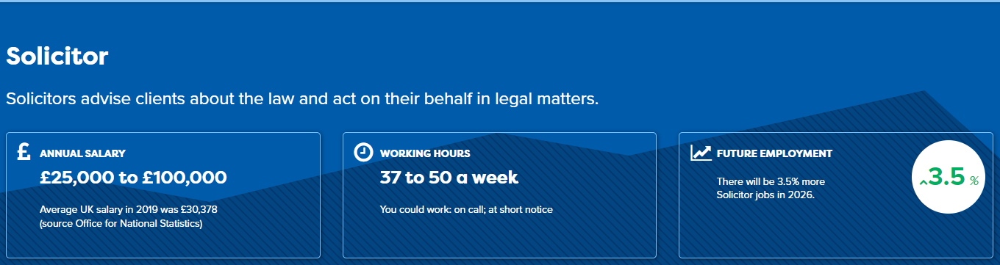 Solicitor
Solicitors advise clients about the law and act on their behalf in legal matters.
£ ANNUAL SALARY
£25,000 to £100,000
Average UK salary in 2019 was £30,378
(source Office for National Statistics)
WORKING HOURS
37 to 50 a week
You could work: on call; at short notice
FUTURE EMPLOYMENT
There will be 3.5% more
Solicitor jobs in 2026.
3.5 %